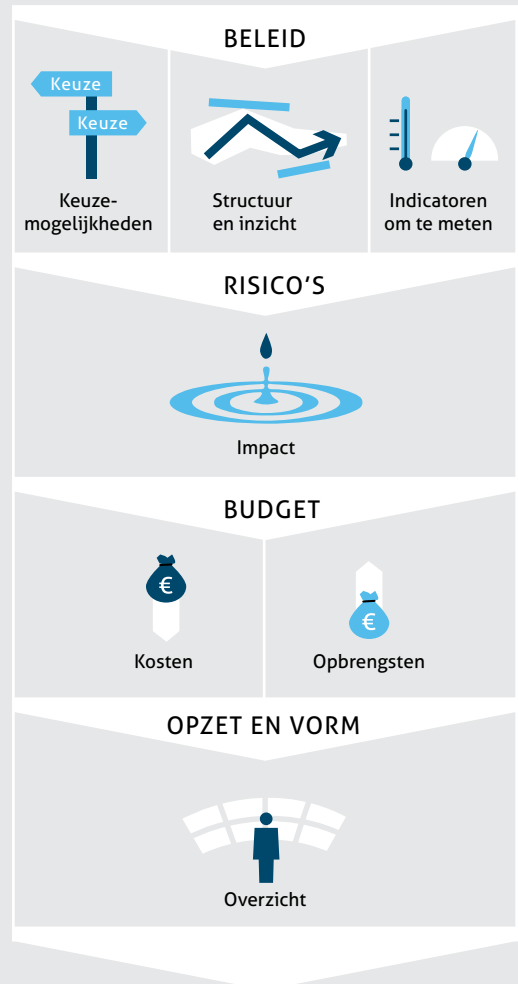 BELEID
Keuze
Keuze
Keuze-
mogelijkheden
Structuur
en inzicht
Indicatoren
om te meten
RISICO'S
Impact
BUDGET
€
Kosten
€
Opbrengsten
OPZET EN VORM
Overzicht